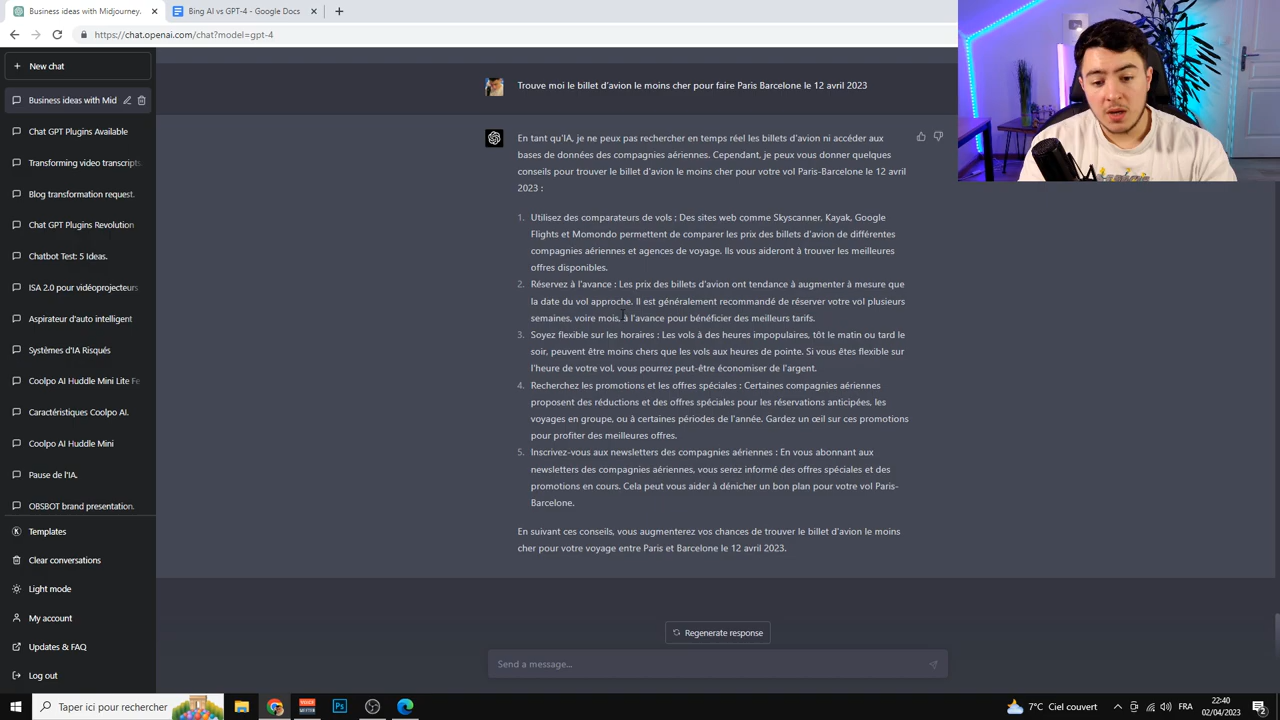 Business ideas with Midjourney.
Bing AI vs GPT-4 - Google Docs
https://chat.openai.com/chat?model=gpt-4
New chat
Business ideas with Mid
Chat GPT Plugins Available
Transforming video transcripts
Blog transformation request.
Chat GPT Plugins Revolution
Chatbot Test: 5 Ideas.
ISA 2.0 pour vidéoprojecteurs
Aspirateur d'auto intelligent
Systèmes d'IA Risqués
Coolpo AI Huddle Mini Lite Fe
Caractéristiques Coolpo AI.
Coolpo AI Huddle Mini
Pause de l'IA.
OBSBOT brand presentation.
Templates
Clear conversations
Light mode
My account
Updates & FAQ
Log out
Trouve moi le billet d'avion le moins cher pour faire Paris Barcelone le 12 avril 2023
En tant qu'IA, je ne peux pas rechercher en temps réel les billets d'avion ni accéder aux
bases de données des compagnies aériennes. Cependant, je peux vous donner quelques
conseils pour trouver le billet d'avion le moins cher pour votre vol Paris-Barcelone le 12 avril
2023 :
1. Utilisez des comparateurs de vols : Des sites web comme Skyscanner, Kayak, Google
Flights et Momondo permettent de comparer les prix des billets d'avion de différentes
compagnies aériennes et agences de voyage. Ils vous aideront à trouver les meilleures
offres disponibles.
2. Réservez à l'avance : Les prix des billets d'avion ont tendance à augmenter à mesure que
la date du vol approche. Il est généralement recommandé de réserver votre vol plusieurs
semaines, voire mois, à l'avance pour bénéficier des meilleurs tarifs.
3. Soyez flexible sur les horaires : Les vols à des heures impopulaires, tôt le matin ou tard le
soir, peuvent être moins chers que les vols aux heures de pointe. Si vous êtes flexible sur
l'heure de votre vol, vous pourrez peut-être économiser de l'argent.
4. Recherchez les promotions et les offres spéciales : Certaines compagnies aériennes
proposent des réductions et des offres spéciales pour les réservations anticipées, les
voyages en groupe, ou à certaines périodes de l'année. Gardez un œil sur ces promotions
pour profiter des meilleures offres.
5. Inscrivez-vous aux newsletters des compagnies aériennes : En vous abonnant aux
newsletters des compagnies aériennes, vous serez informé des offres spéciales et des
promotions en cours. Cela peut vous aider à dénicher un bon plan pour votre vol Paris-
Barcelone.
En suivant ces conseils, vous augmenterez vos chances de trouver le billet d'avion le moins
cher pour votre voyage entre Paris et Barcelone le 12 avril 2023.
Regenerate response
Send a message...
Taper ici pour rechercher
Ps
7°C Ciel couvert
FRA
22:40
02/04/2023
2